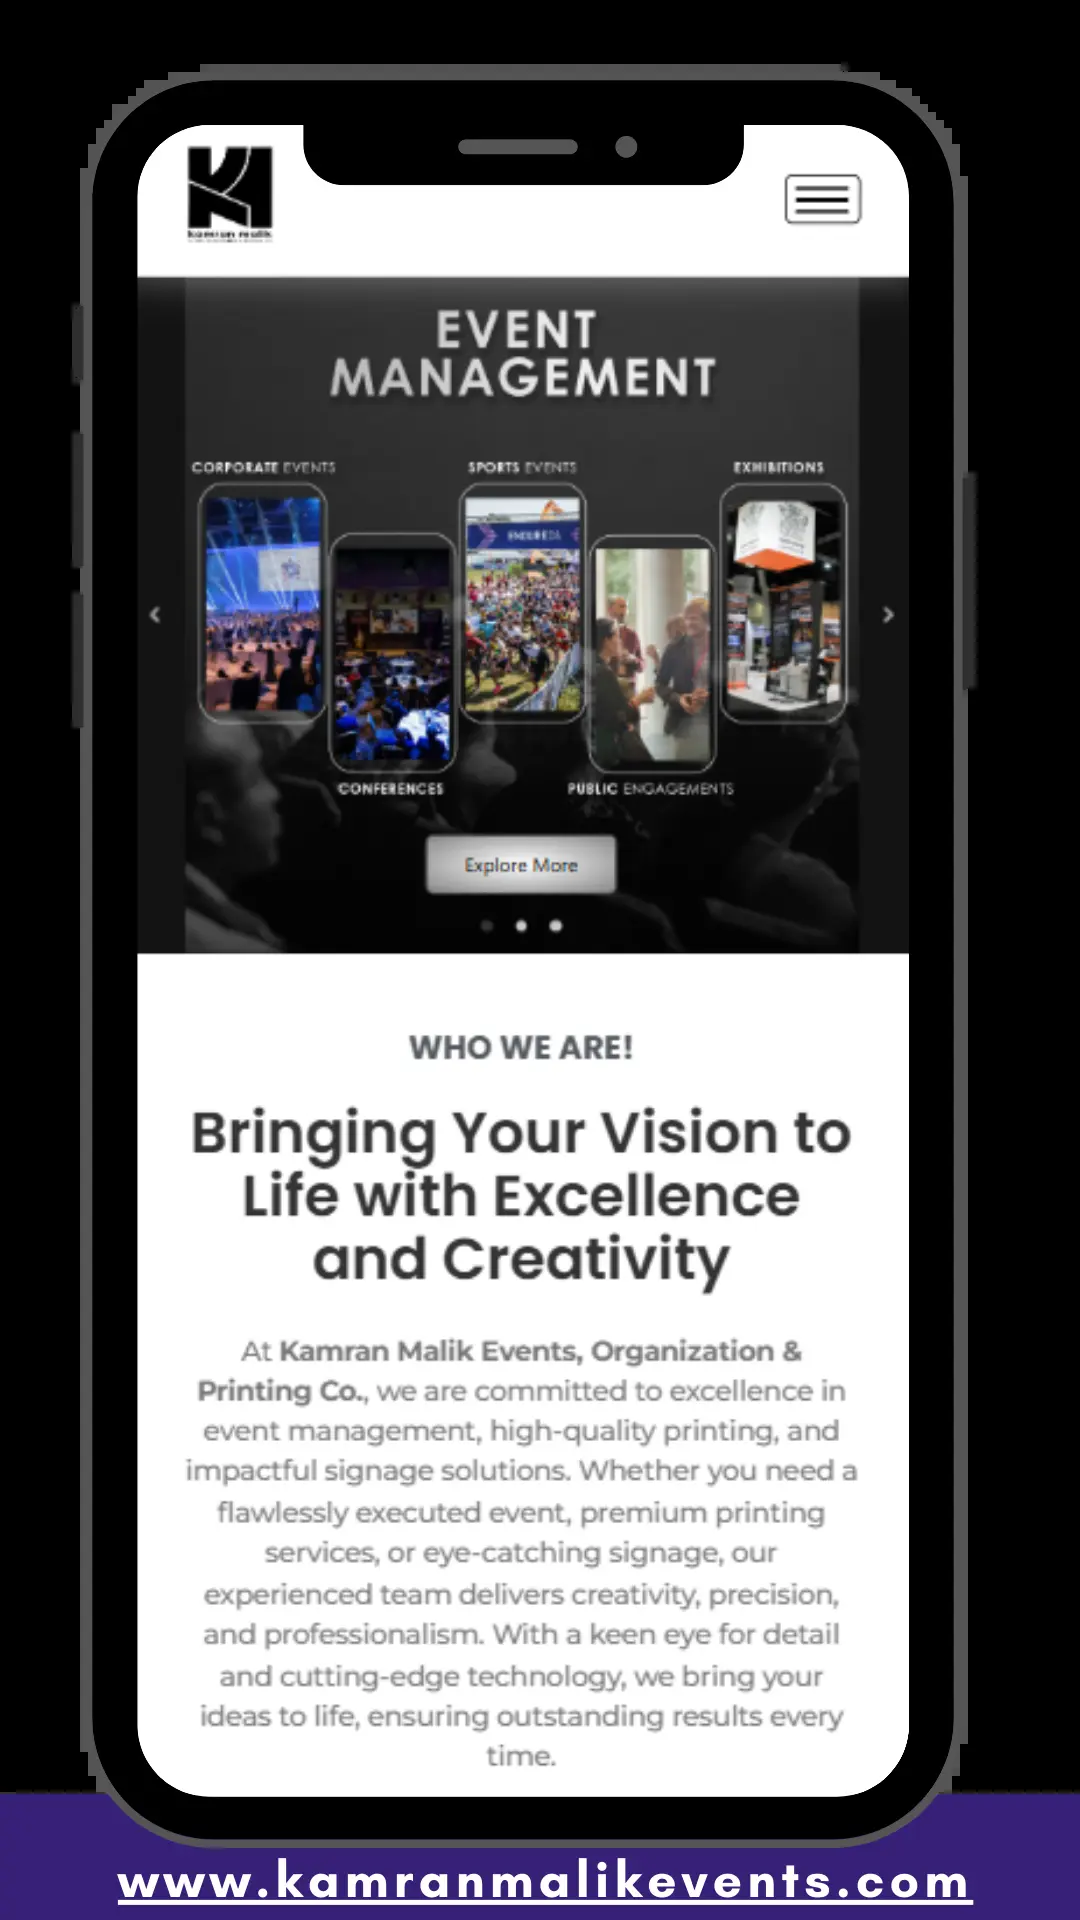 kamran malik
EVENT
MANAGEMENT
CORPORATE EVENTS
SPORTS EVENTS
EXHIBITIONS
CONFERENCES
PUBLIC ENGAGEMENTS
Explore More
WHO WE ARE!
Bringing Your Vision to
Life with Excellence
and Creativity
At Kamran Malik Events, Organization &
Printing Co., we are committed to excellence in
event management, high-quality printing, and
impactful signage solutions. Whether you need a
flawlessly executed event, premium printing
services, or eye-catching signage, our
experienced team delivers creativity, precision,
and professionalism. With a keen eye for detail
and cutting-edge technology, we bring your
ideas to life, ensuring outstanding results every
time.
www.kamranmalikevents.com